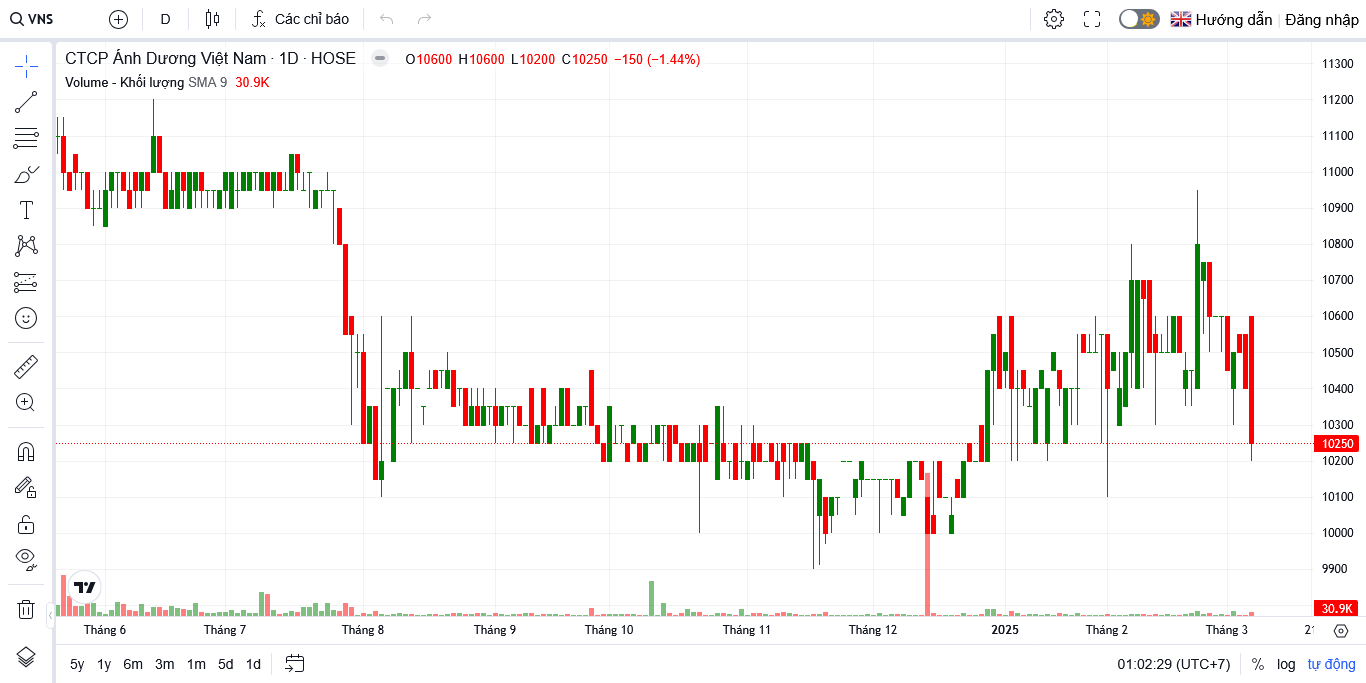 VNS D Các chỉ báo Hướng dẫn Đăng nhập
CTCP Ánh Dương Việt Nam · 1D · HOSE O10600 H10600 L10200 C10250 −150 (−1.44%)
Volume - Khối lượng SMA 9 30.9K
11300
11200
11100
11000
10900
10800
10700
10600
10500
10400
10300
10250
10200
10100
10000
9900
30.9K
Tháng 6 Tháng 7 Tháng 8 Tháng 9 Tháng 10 Tháng 11 Tháng 12 2025 Tháng 2 Tháng 3
5y 1y 6m 3m 1m 5d 1d 01:02:29 (UTC+7) % log tự động